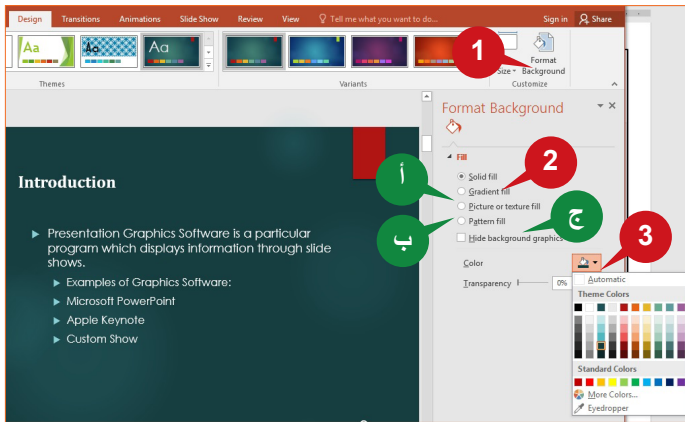 Design Transitions Animations Slide Show Review View Tell me what you want to do... Sign in Share
Aa Aa Aa
Size Format Background
Themes Variants Customize
1
Format Background
Fill
2
Solid fill
Gradient fill
أ
Picture or texture fill
Pattern fill
ب
ج
Hide background graphics
3
Color
Transparency 0%
Automatic
Theme Colors
Standard Colors
More Colors...
Eyedropper
Introduction
Presentation Graphics Software is a particular
program which displays information through slide
shows.
Examples of Graphics Software:
Microsoft PowerPoint
Apple Keynote
Custom Show